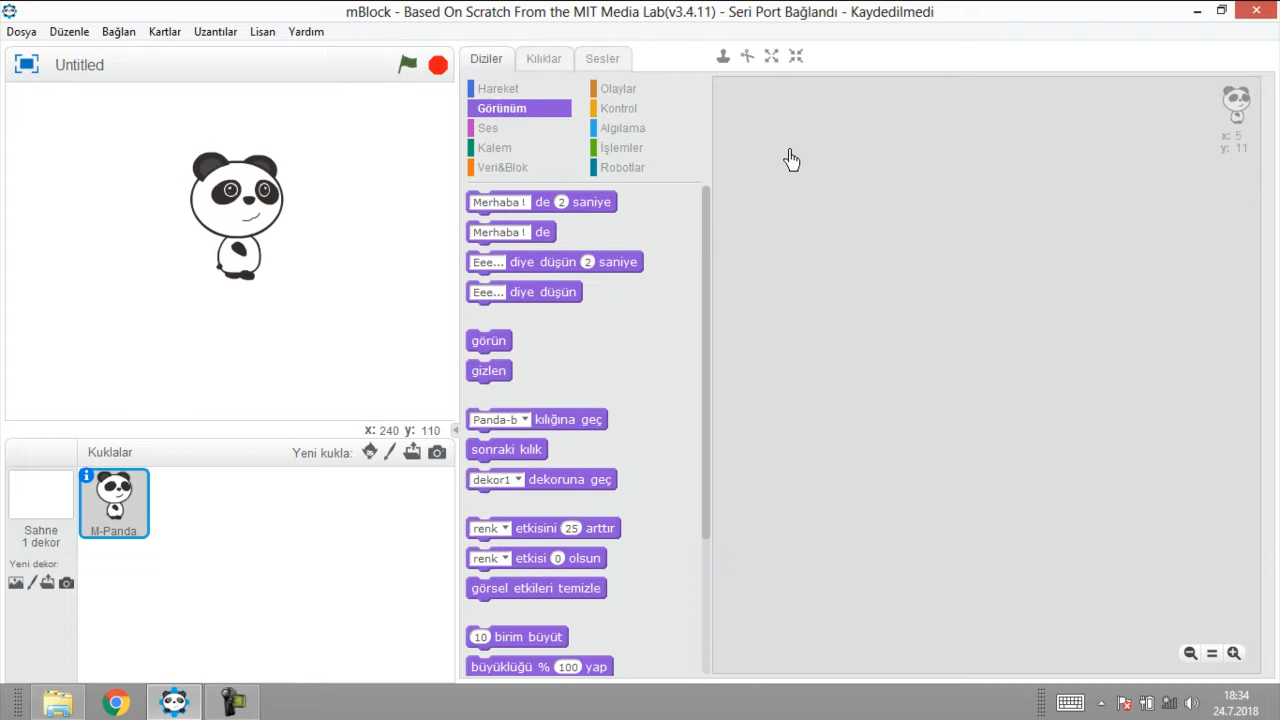 mBlock - Based On Scratch From the MIT Media Lab(v3.4.11) - Seri Port Bağlandı - Kaydedilmedi
Dosya Düzenle Bağlan Kartlar Uzantılar Lisan Yardım
Untitled
Diziler Kılıklar Sesler
Hareket Olaylar
Görünüm Kontrol
Ses Algılama
Kalem İşlemler
Veri&Blok Robotlar
x: 5
y: 11
Merhaba ! de 2 saniye
Merhaba ! de
Eee... diye düşün 2 saniye
Eee... diye düşün
görün
gizlen
Panda-b kılığına geç
sonraki kılık
dekor1 dekoruna geç
renk etkisini 25 arttır
renk etkisi 0 olsun
görsel etkileri temizle
10 birim büyüt
büyüklüğü % 100 yap
x: 240 y: 110
Kuklalar Yeni kukla:
M-Panda
Sahne
1 dekor
Yeni dekor:
18:34
24.7.2018